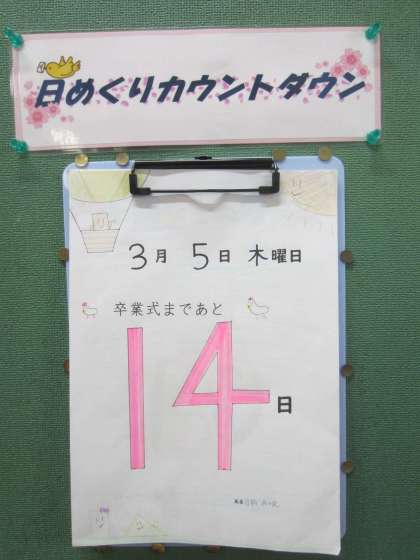 日めくりカウントダウン
3月 5日 木曜日
卒業式まであと
14日